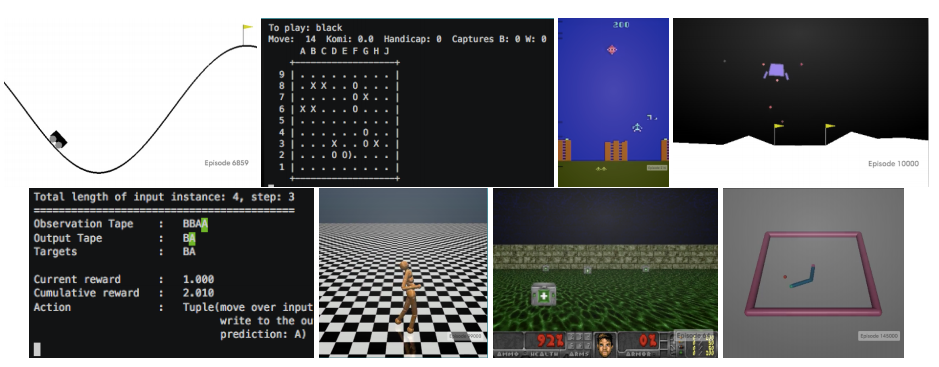 Episode 6859
To play: black
Move:  14  Komi: 0.0  Handicap: 0  Captures B: 0 W: 0
A B C D E F G H J
+-------------------+
9 | . . . . . . . . . |
8 | . X X . . O . . . |
7 | . . . . . O X . . |
6 | X X . . . O . . . |
5 | . . . . . . . . . |
4 | . . . . . . O . . |
3 | . . . X . . O X . |
2 | . . . O O). . . . |
1 | . . . . . . . . . |
+-------------------+
200
Episode 10000
Total length of input instance: 4, step: 3
==========================================
Observation Tape    :   BBAA
Output Tape         :   BA
Targets             :   BA
Current reward      :   1.000
Cumulative reward   :   2.010
Action              :   Tuple(move over input
write to the ou
prediction: A)
92%
0%
AMMO
HEALTH
ARMS
ARMOR
Episode 145000